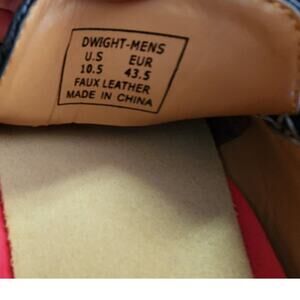 DWIGHT-MENS
U.S EUR
10.5 43.5
FAUX LEATHER
MADE IN CHINA